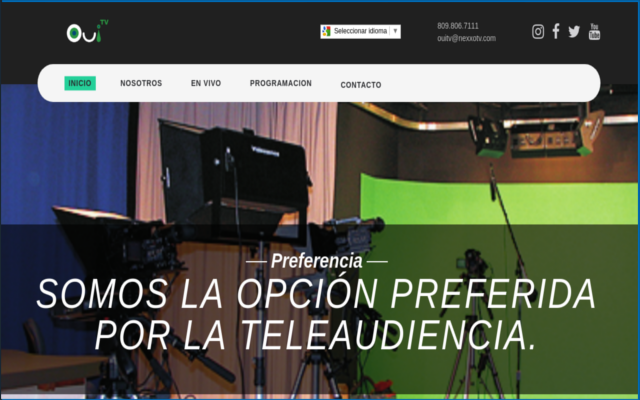 Oui TV
Seleccionar idioma ▼
809.806.7111
ouitv@nexxotv.com
You Tube
INICIO
NOSOTROS
EN VIVO
PROGRAMACION
CONTACTO
Preferencia
SOMOS LA OPCIÓN PREFERIDA
POR LA TELEAUDIENCIA.